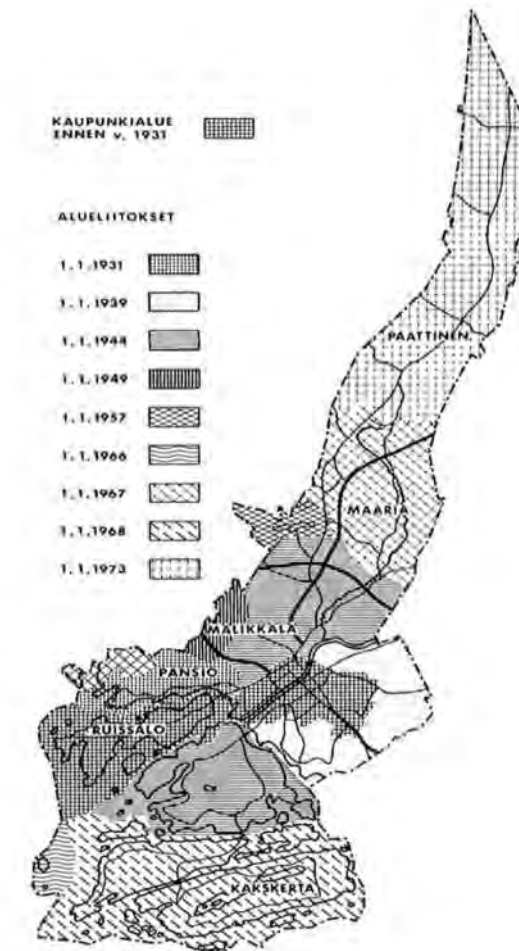 KAUPUNKIALUE
ENNEN v. 1931
ALUELIITOKSET
1.1.1931
1.1.1939
1.1.1944
1.1.1949
1.1.1957
1.1.1966
1.1.1967
1.1.1968
1.1.1973
PAATTINEN
MAARIA
MÄLIKKÄLÄ
PANSIO
RUISSALO
KAKSKERTA